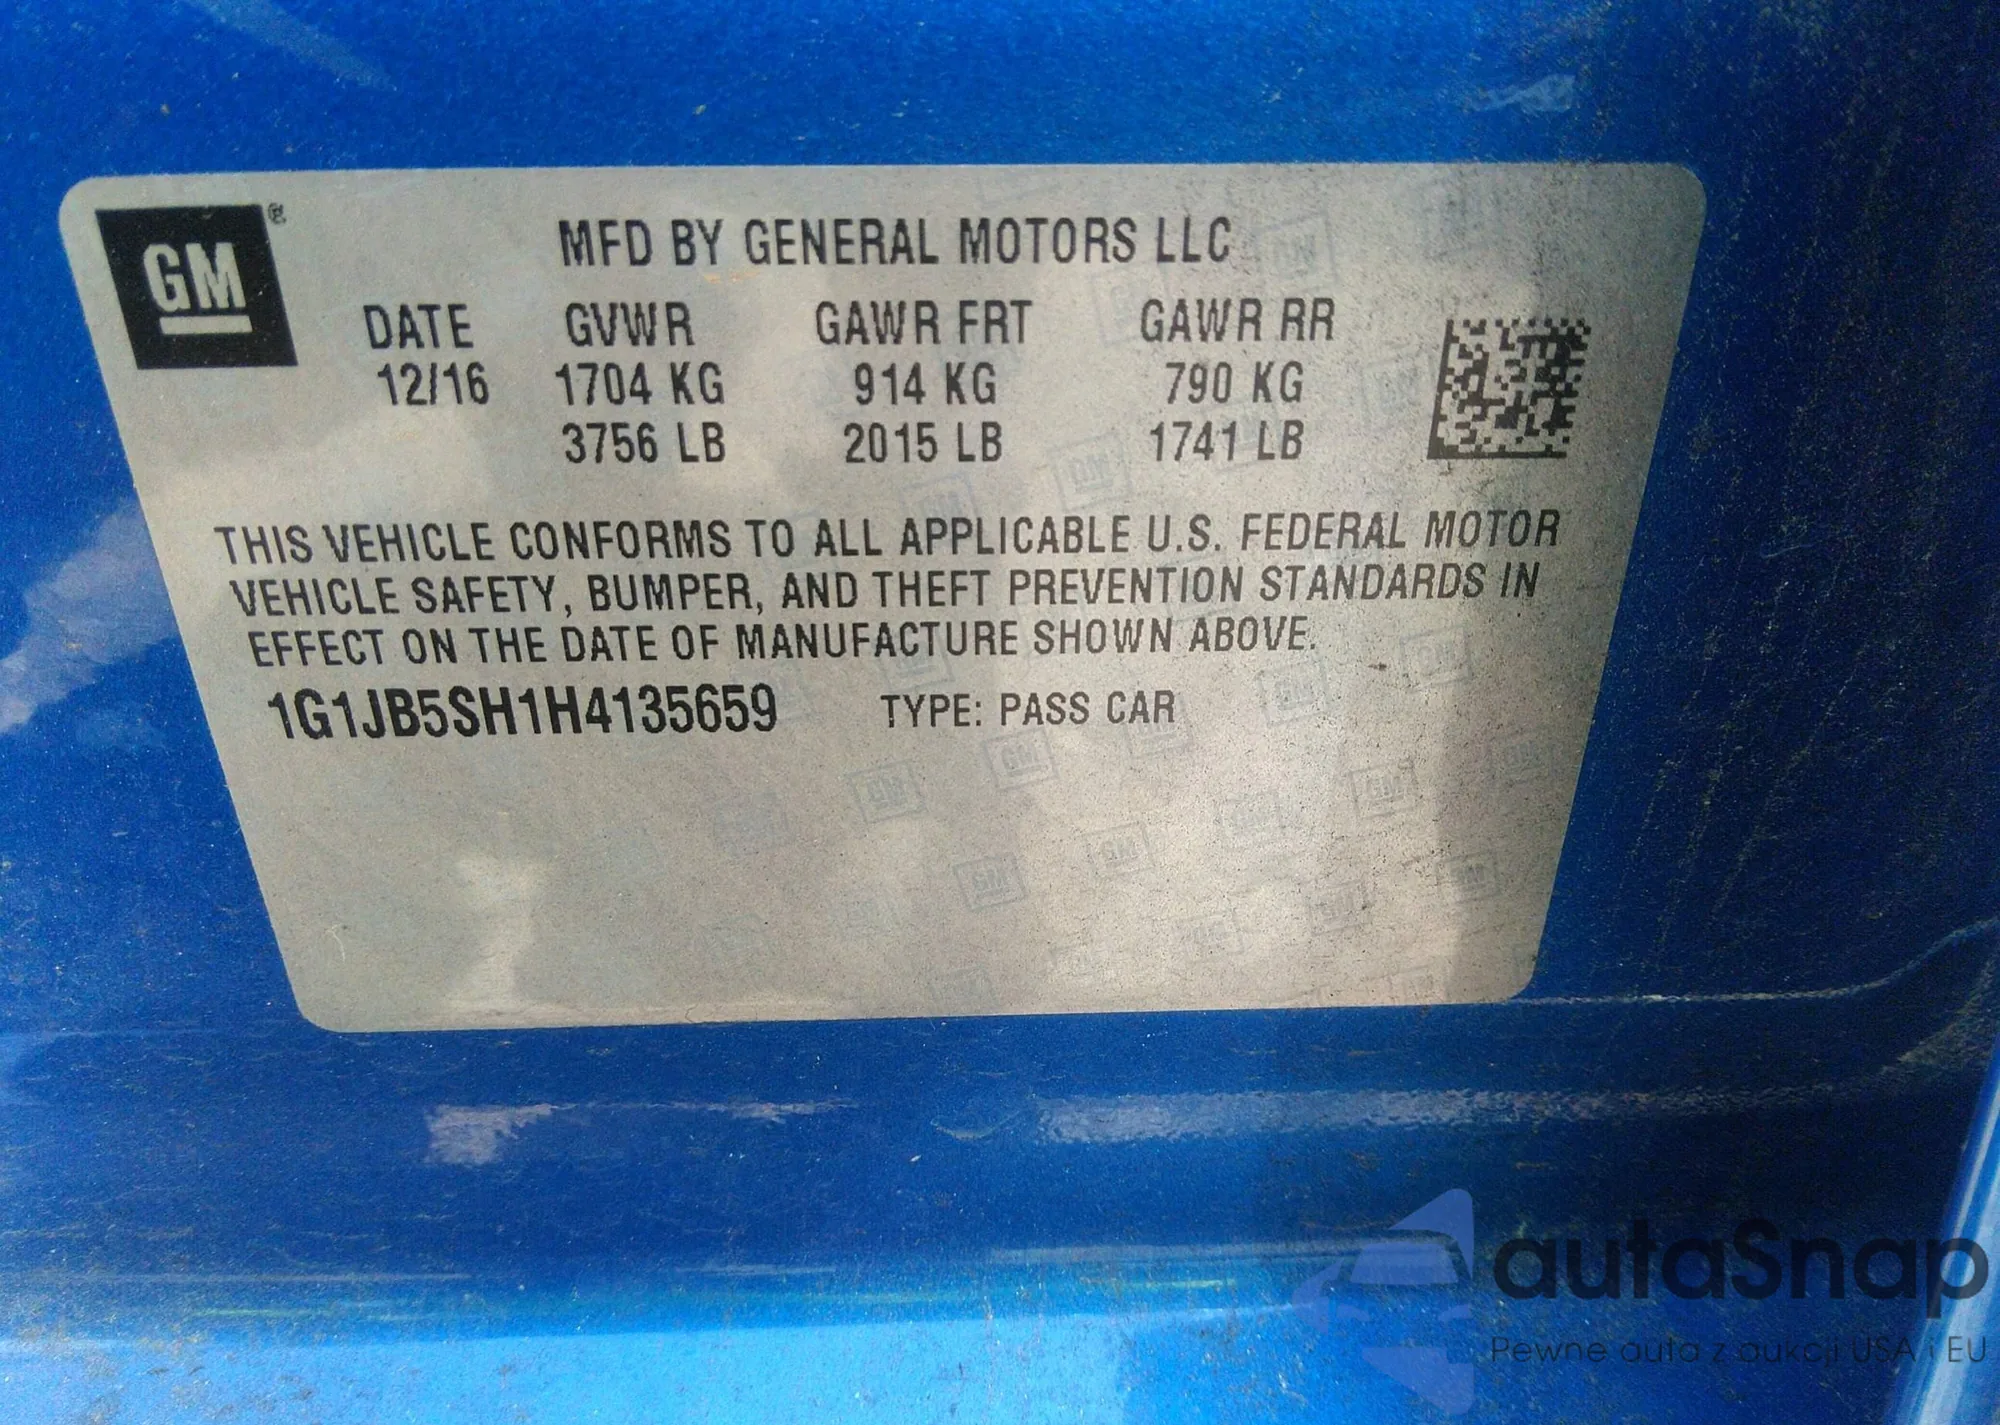 GM ®
MFD BY GENERAL MOTORS LLC
DATE GVWR GAWR FRT GAWR RR
12/16 1704 KG 914 KG 790 KG
3756 LB 2015 LB 1741 LB
THIS VEHICLE CONFORMS TO ALL APPLICABLE U.S. FEDERAL MOTOR
VEHICLE SAFETY, BUMPER, AND THEFT PREVENTION STANDARDS IN
EFFECT ON THE DATE OF MANUFACTURE SHOWN ABOVE.
1G1JB5SH1H4135659 TYPE: PASS CAR
autaSnap
Pewne auta z aukcji USA i EU